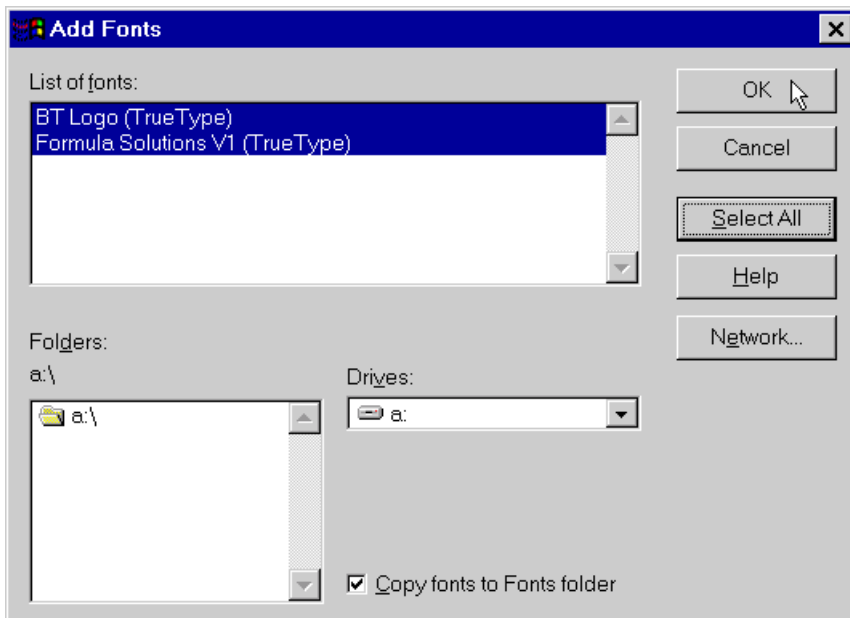 Add Fonts
List of fonts:
BT Logo (TrueType)
Formula Solutions V1 (TrueType)
OK
Cancel
Select All
Help
Network...
Folders:
a:\
a:\
Drives:
a:
Copy fonts to Fonts folder